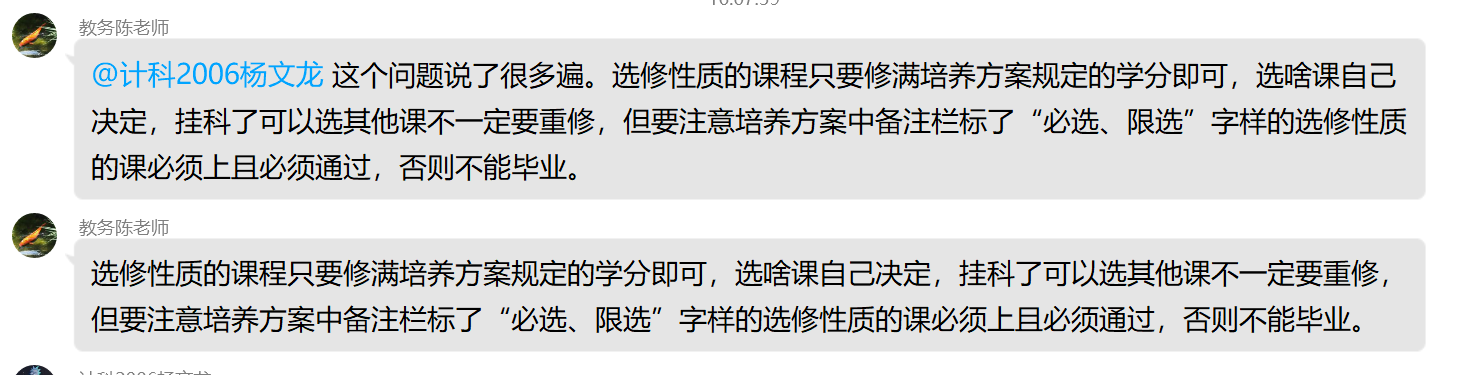 教务陈老师
@计科2006杨文龙 这个问题说了很多遍。选修性质的课程只要修满培养方案规定的学分即可，选啥课自己
决定，挂科了可以选其他课不一定要重修，但要注意培养方案中备注栏标了“必选、限选”字样的选修性质
的课必须上且必须通过，否则不能毕业。
教务陈老师
选修性质的课程只要修满培养方案规定的学分即可，选啥课自己决定，挂科了可以选其他课不一定要重修，
但要注意培养方案中备注栏标了“必选、限选”字样的选修性质的课必须上且必须通过，否则不能毕业。
计科2006杨文龙